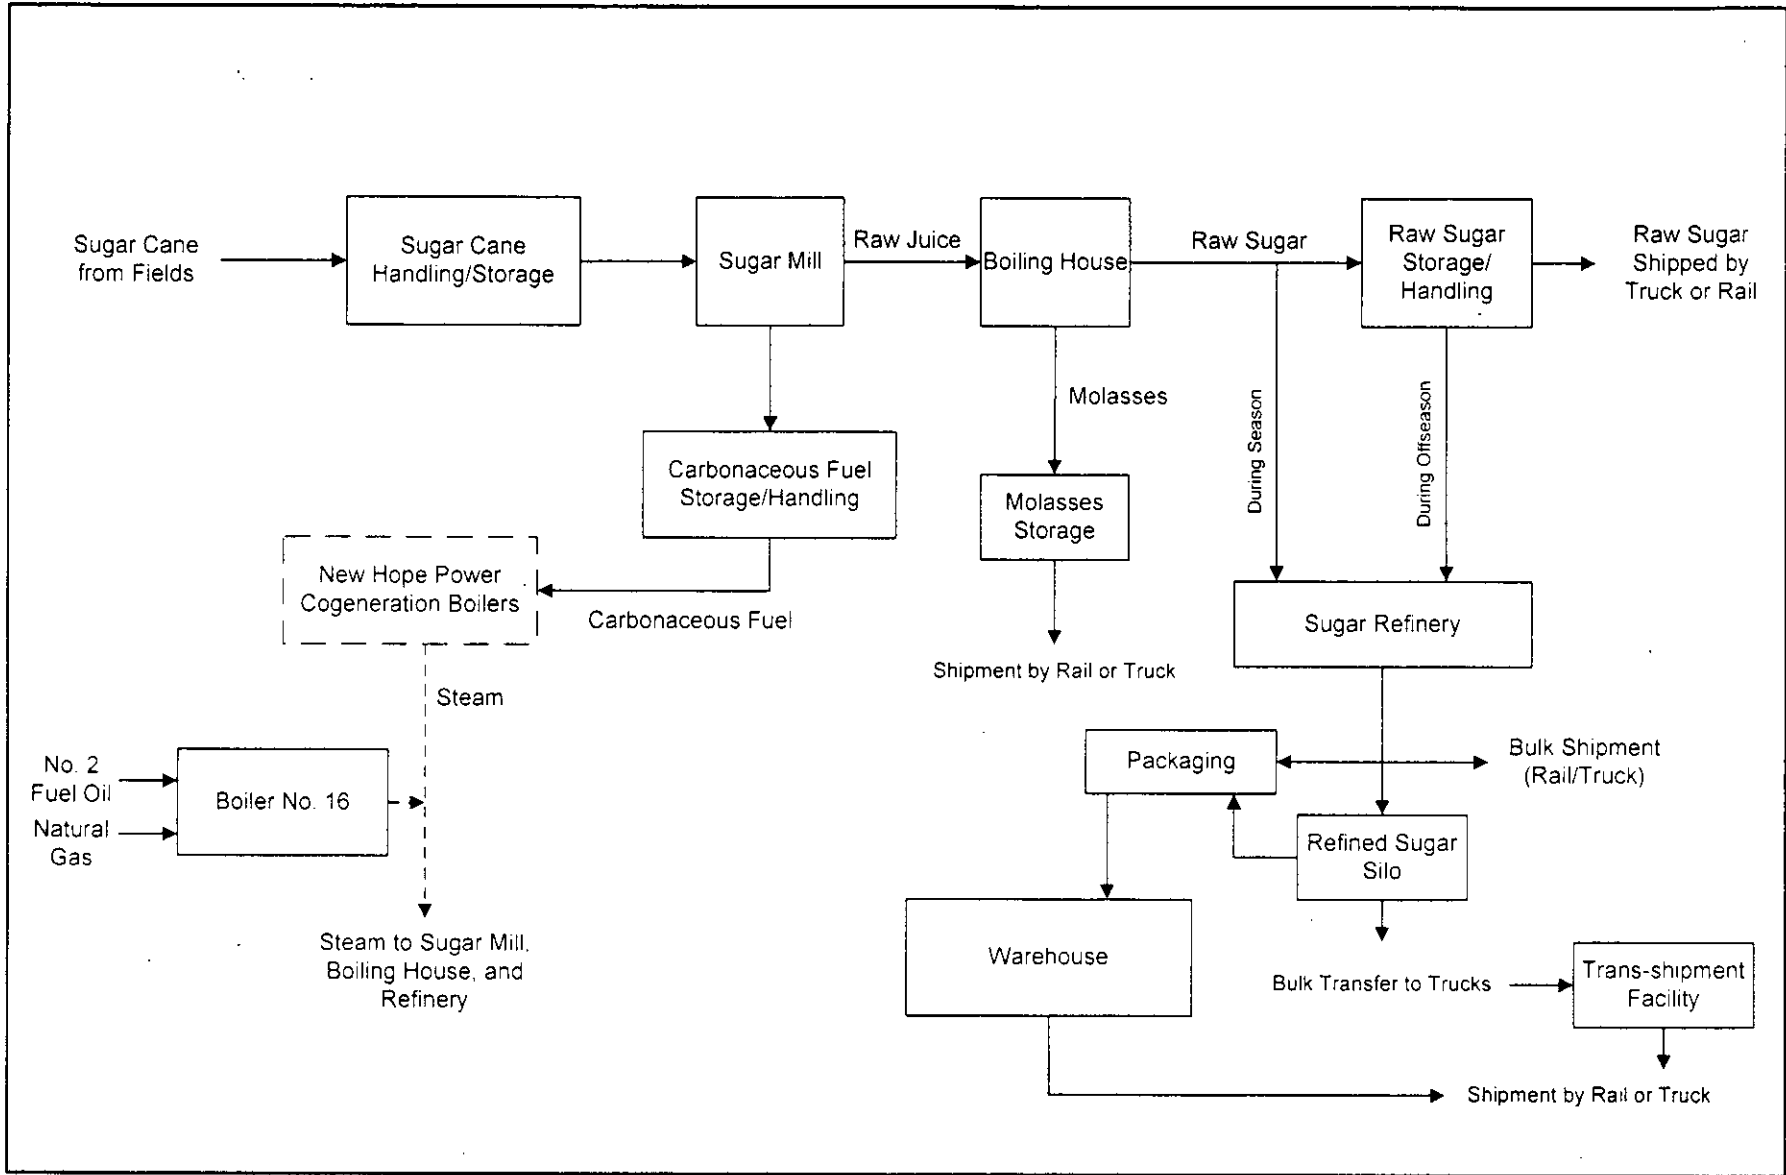 Sugar Cane
from Fields
Sugar Cane
Handling/Storage
Sugar Mill
Raw Juice
Boiling House
Raw Sugar
Raw Sugar
Storage/
Handling
Raw Sugar
Shipped by
Truck or Rail
Molasses
During Season
During Offseason
Carbonaceous Fuel
Storage/Handling
Molasses
Storage
New Hope Power
Cogeneration Boilers
Carbonaceous Fuel
Sugar Refinery
Shipment by Rail or Truck
Steam
No. 2
Fuel Oil
Natural
Gas
Boiler No. 16
Packaging
Bulk Shipment
(Rail/Truck)
Refined Sugar
Silo
Steam to Sugar Mill,
Boiling House, and
Refinery
Warehouse
Bulk Transfer to Trucks
Trans-shipment
Facility
Shipment by Rail or Truck